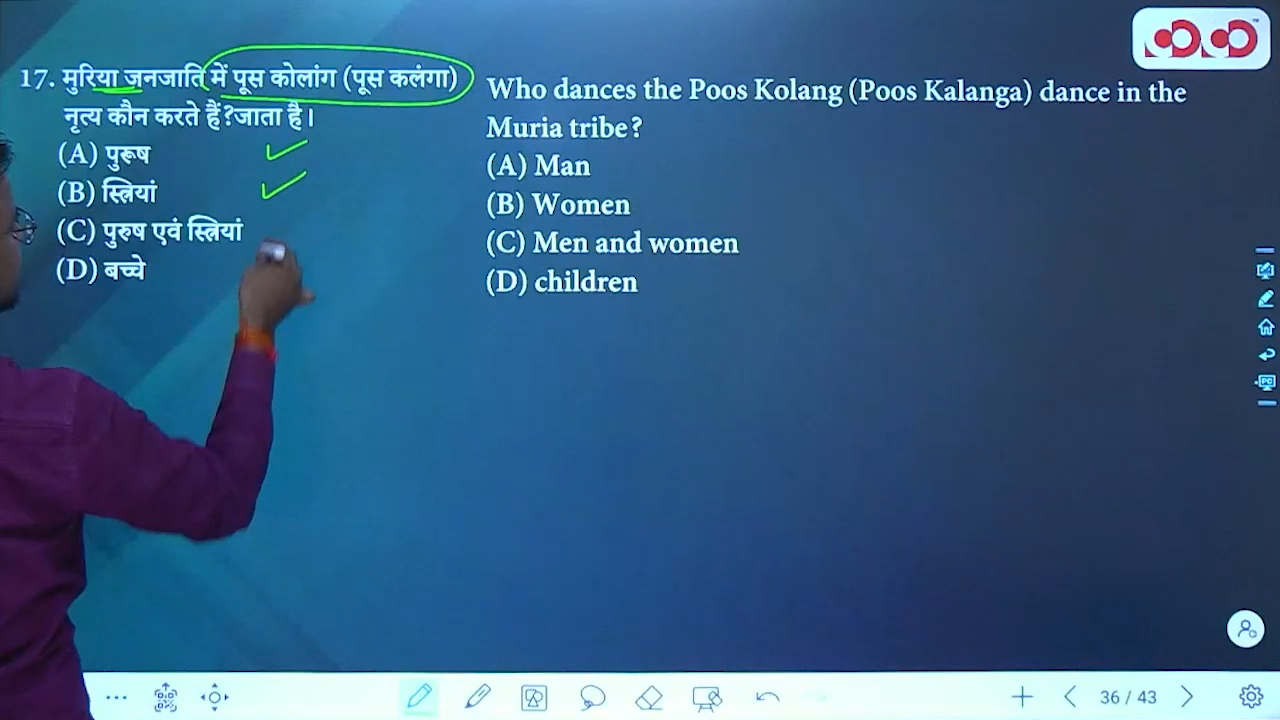 17. मुरिया जनजाति में पूस कोलांग (पूस कलंगा)
नृत्य कौन करते हैं?जाता है।
(A) पुरूष
(B) स्त्रियां
(C) पुरुष एवं स्त्रियां
(D) बच्चे
Who dances the Poos Kolang (Poos Kalanga) dance in the
Muria tribe?
(A) Man
(B) Women
(C) Men and women
(D) children
PC
36 / 43